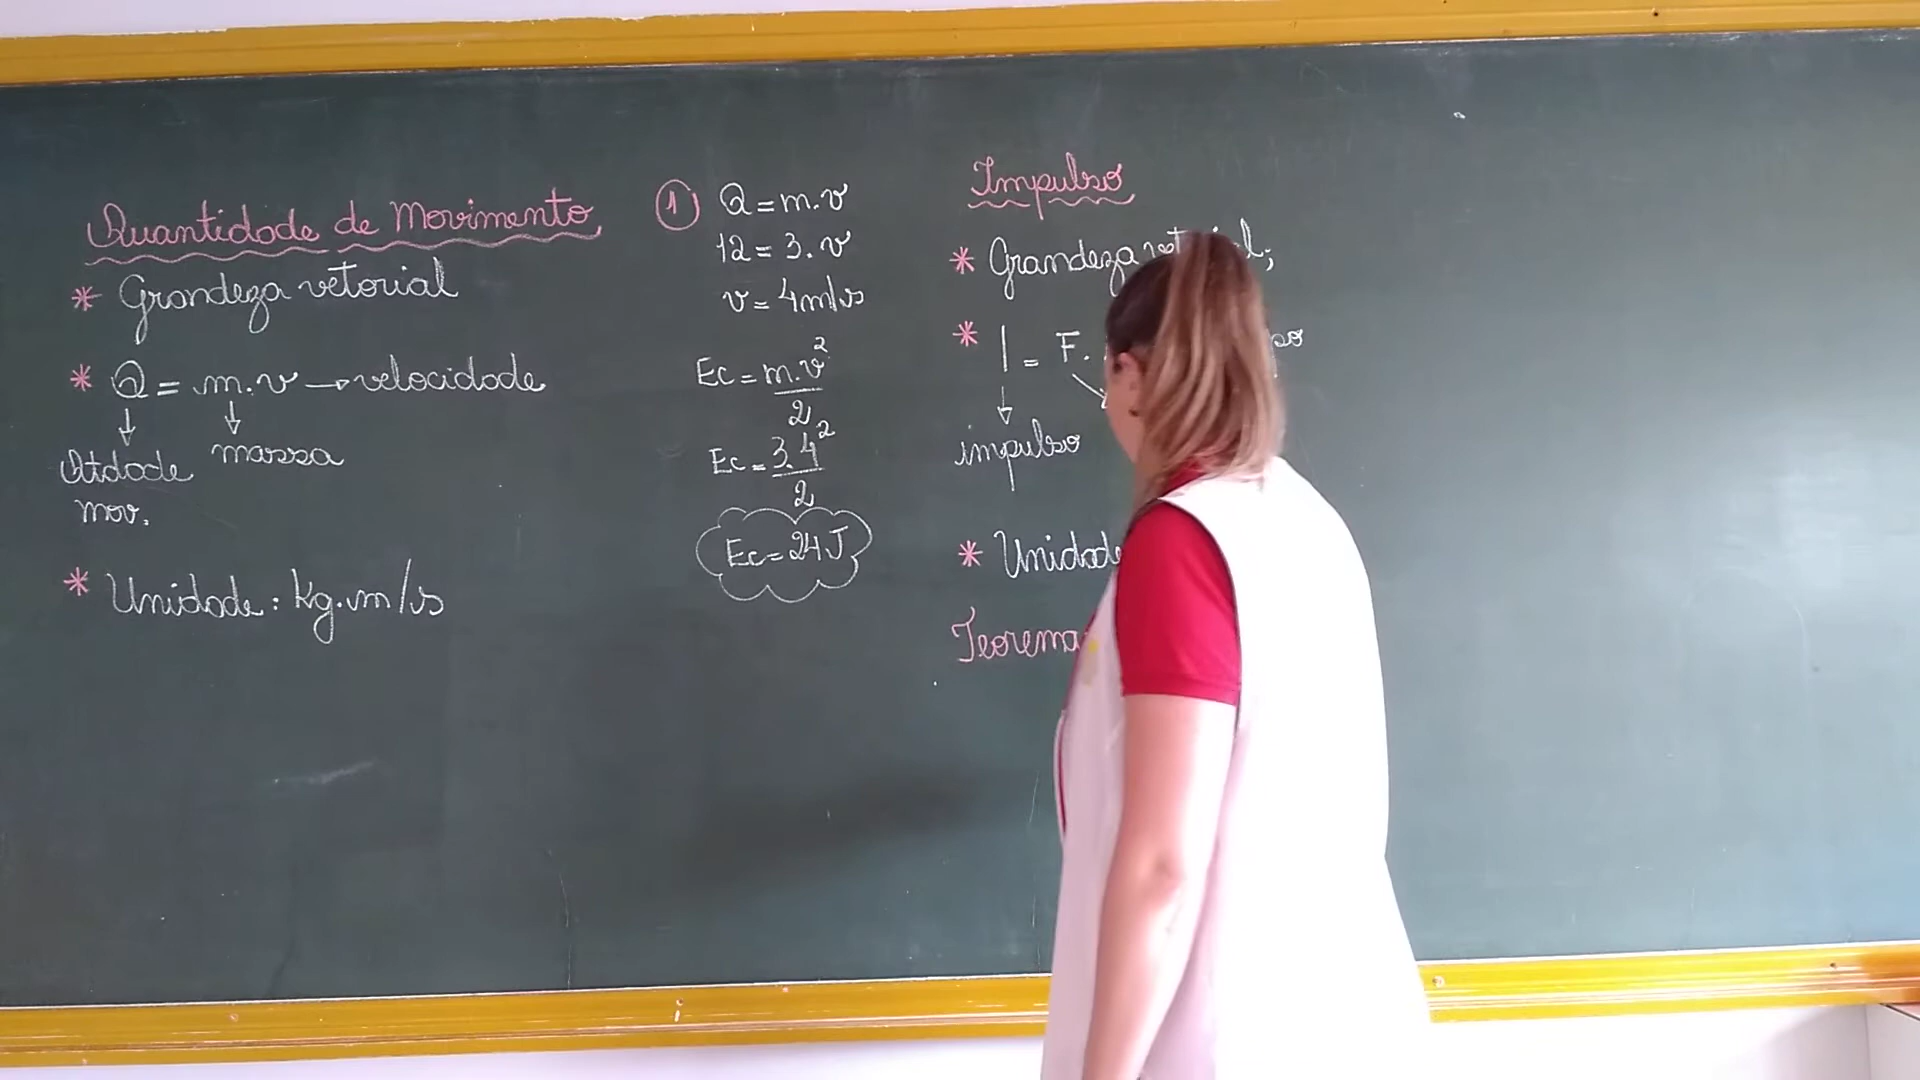 Quantidade de Movimento
* Grandeza vetorial
* Q = m.v → velocidade
↓ ↓
Qtdade massa
mov.
* Unidade: Kg.m/s
1 Q = m.v
12 = 3.v
v = 4m/s
Ec = m.v²/2
Ec = 3.4²/2
Ec = 24J
Impulso
* Grandeza vetorial;
* I = F.
↓
impulso
* Unidade
Teorema